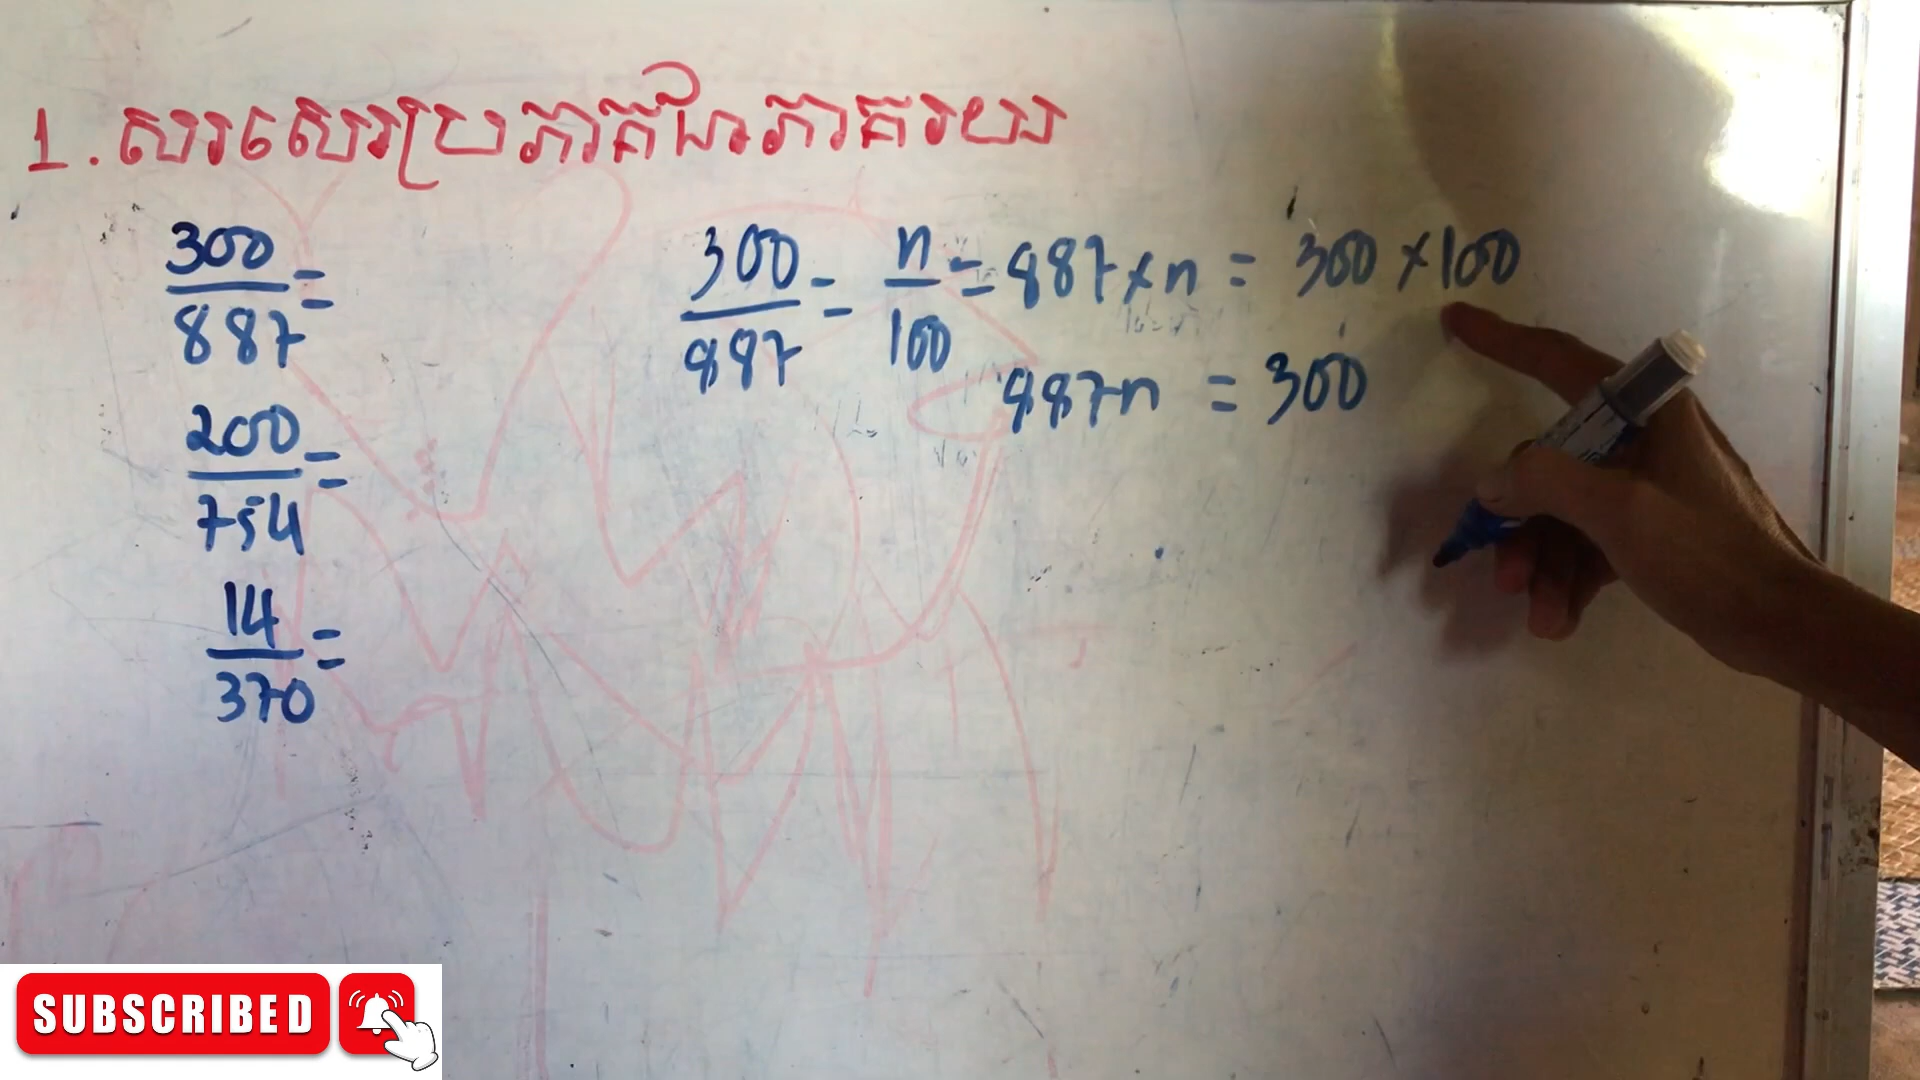 1. សរសេរប្រភាគជាភាគរយ
300/887 =
200/754 =
14/370 =
300/887 = n/100 = 887 × n = 300 × 100
887n = 300
SUBSCRIBED